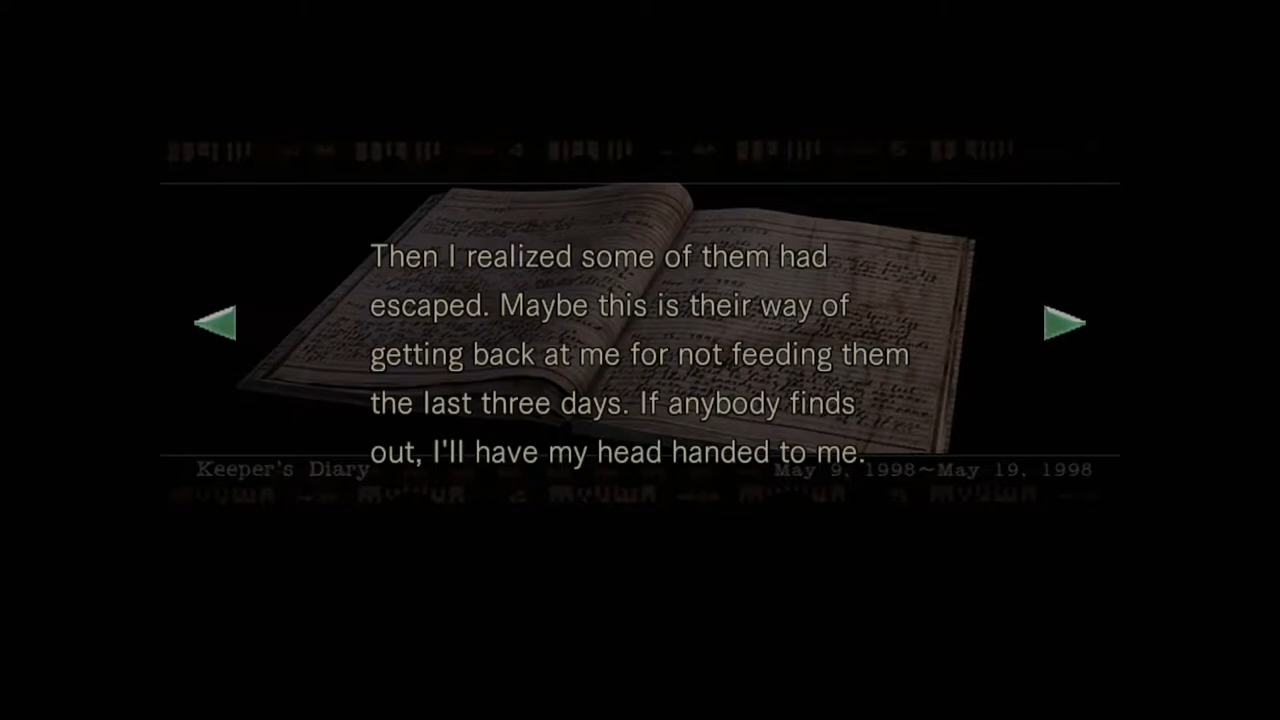 Then I realized some of them had
escaped. Maybe this is their way of
getting back at me for not feeding them
the last three days. If anybody finds
out, I'll have my head handed to me.
Keeper's Diary
May 9, 1998~May 19, 1998